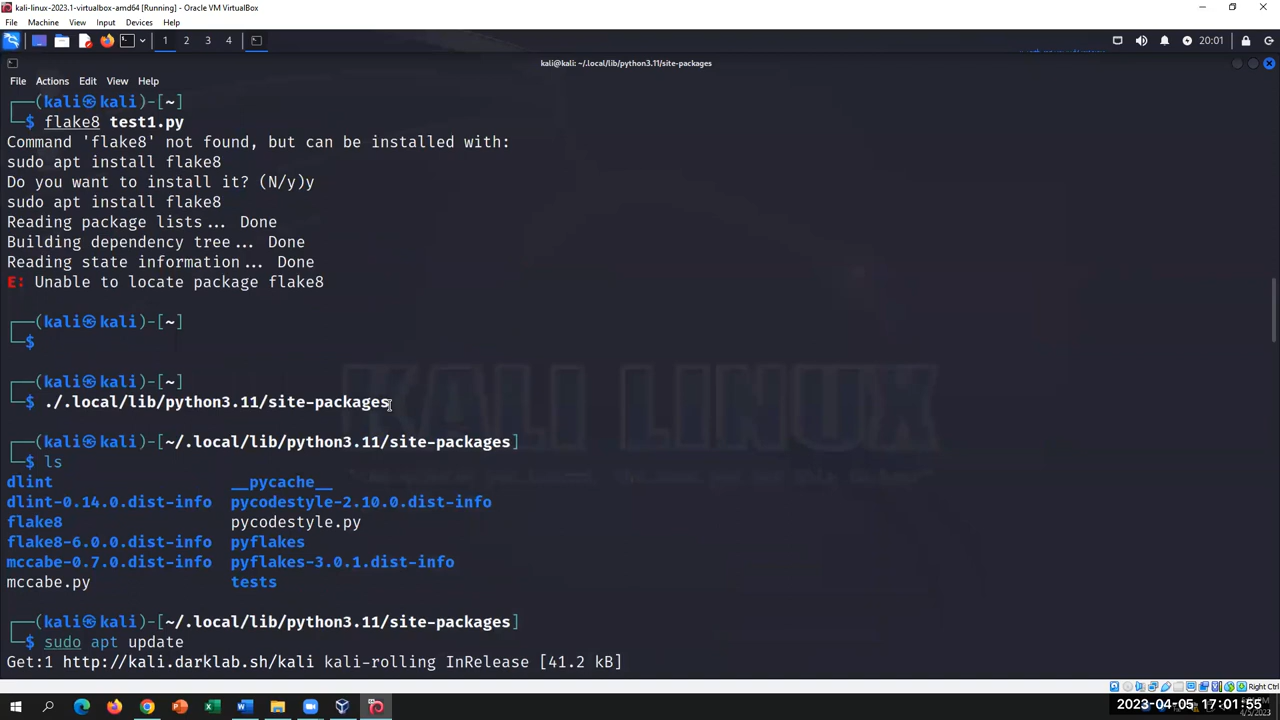 kali-linux-2023.1-virtualbox-amd64 [Running] - Oracle VM VirtualBox
File Machine View Input Devices Help
1 2 3 4 20:01
kali@kali: ~/.local/lib/python3.11/site-packages
File Actions Edit View Help
┌──(kali㉿kali)-[~]
└─$ flake8 test1.py
Command 'flake8' not found, but can be installed with:
sudo apt install flake8
Do you want to install it? (N/y)y
sudo apt install flake8
Reading package lists... Done
Building dependency tree... Done
Reading state information... Done
E: Unable to locate package flake8
┌──(kali㉿kali)-[~]
└─$
┌──(kali㉿kali)-[~]
└─$ ./.local/lib/python3.11/site-packages
┌──(kali㉿kali)-[~/.local/lib/python3.11/site-packages]
└─$ ls
dlint __pycache__
dlint-0.14.0.dist-info pycodestyle-2.10.0.dist-info
flake8 pycodestyle.py
flake8-6.0.0.dist-info pyflakes
mccabe-0.7.0.dist-info pyflakes-3.0.1.dist-info
mccabe.py tests
┌──(kali㉿kali)-[~/.local/lib/python3.11/site-packages]
└─$ sudo apt update
Get:1 http://kali.darklab.sh/kali kali-rolling InRelease [41.2 kB]
KALI LINUX
Right Ctrl
2023-04-05 17:01:55